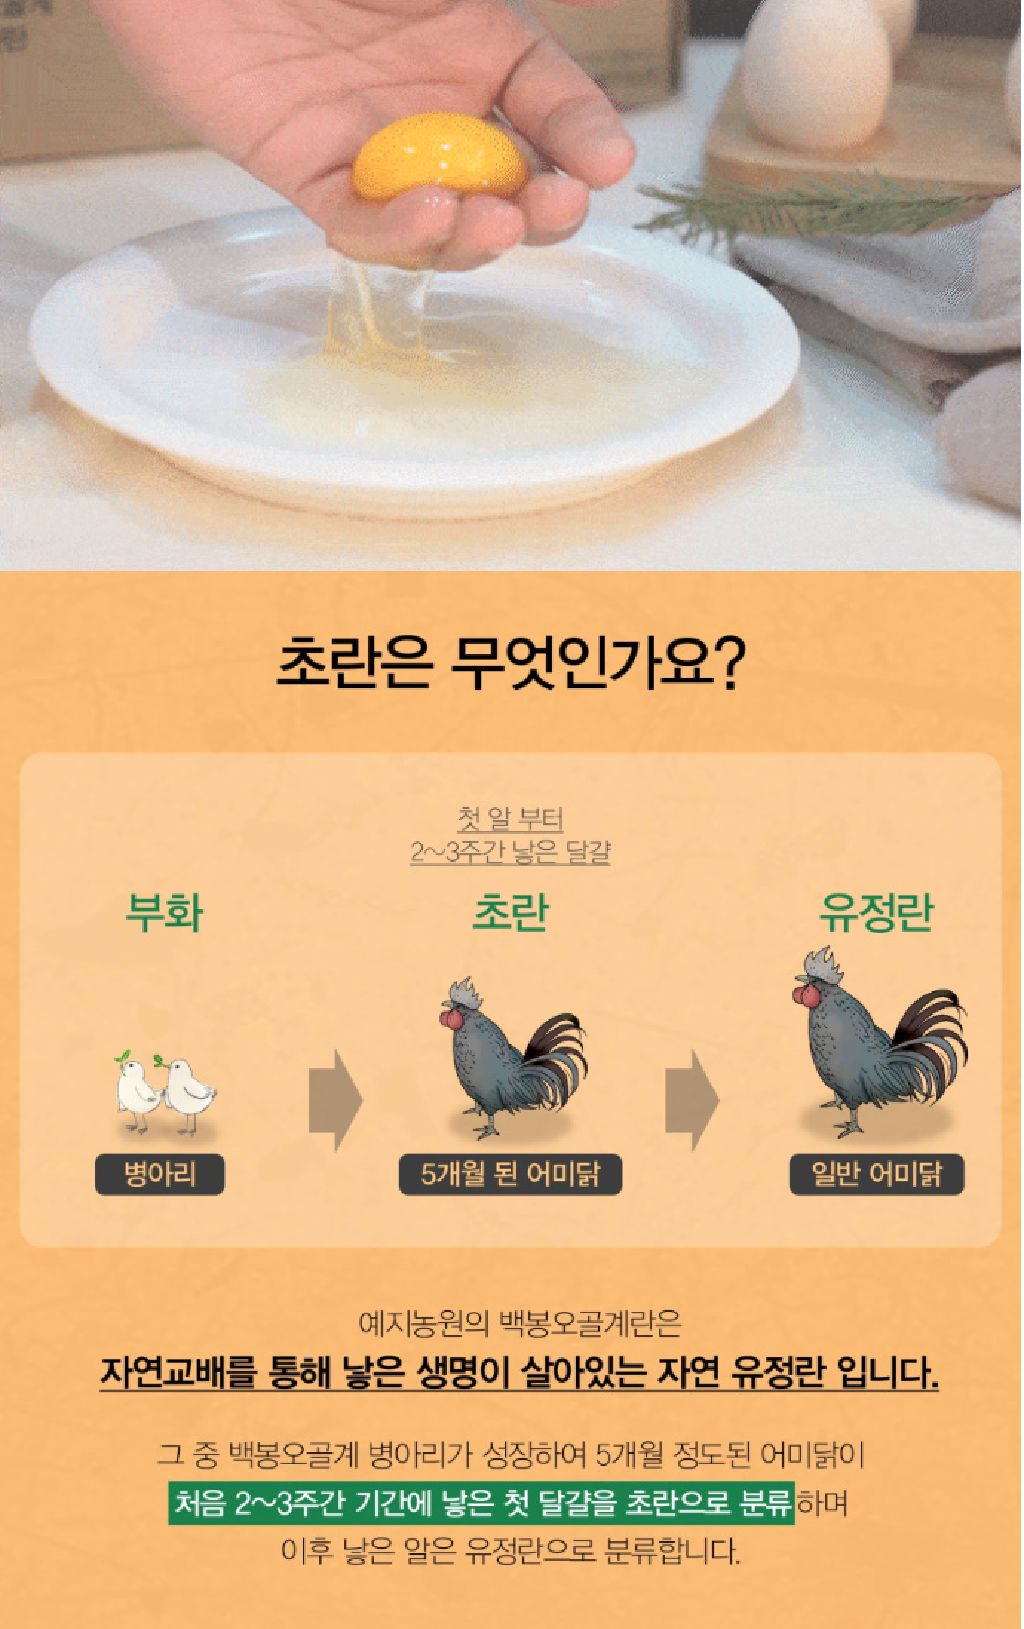 란
초란은 무엇인가요?
첫 알 부터
2~3주간 낳은 달걀
부화
초란
유정란
병아리
5개월 된 어미닭
일반 어미닭
예지농원의 백봉오골계란은
자연교배를 통해 낳은 생명이 살아있는 자연 유정란 입니다.
그 중 백봉오골계 병아리가 성장하여 5개월 정도된 어미닭이
처음 2~3주간 기간에 낳은 첫 달걀을 초란으로 분류하며
이후 낳은 알은 유정란으로 분류합니다.